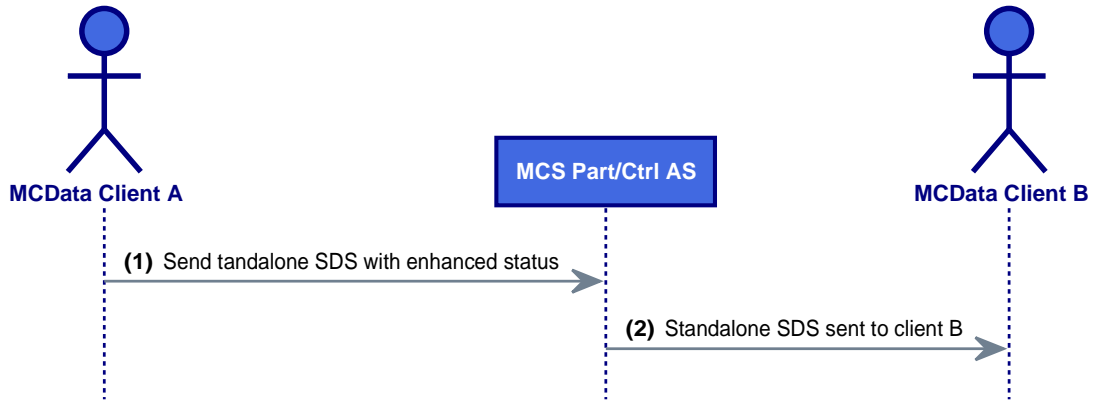 MCS Part/Ctrl AS
MCData Client A
MCData Client B
(1) Send tandalone SDS with enhanced status
(2) Standalone SDS sent to client B